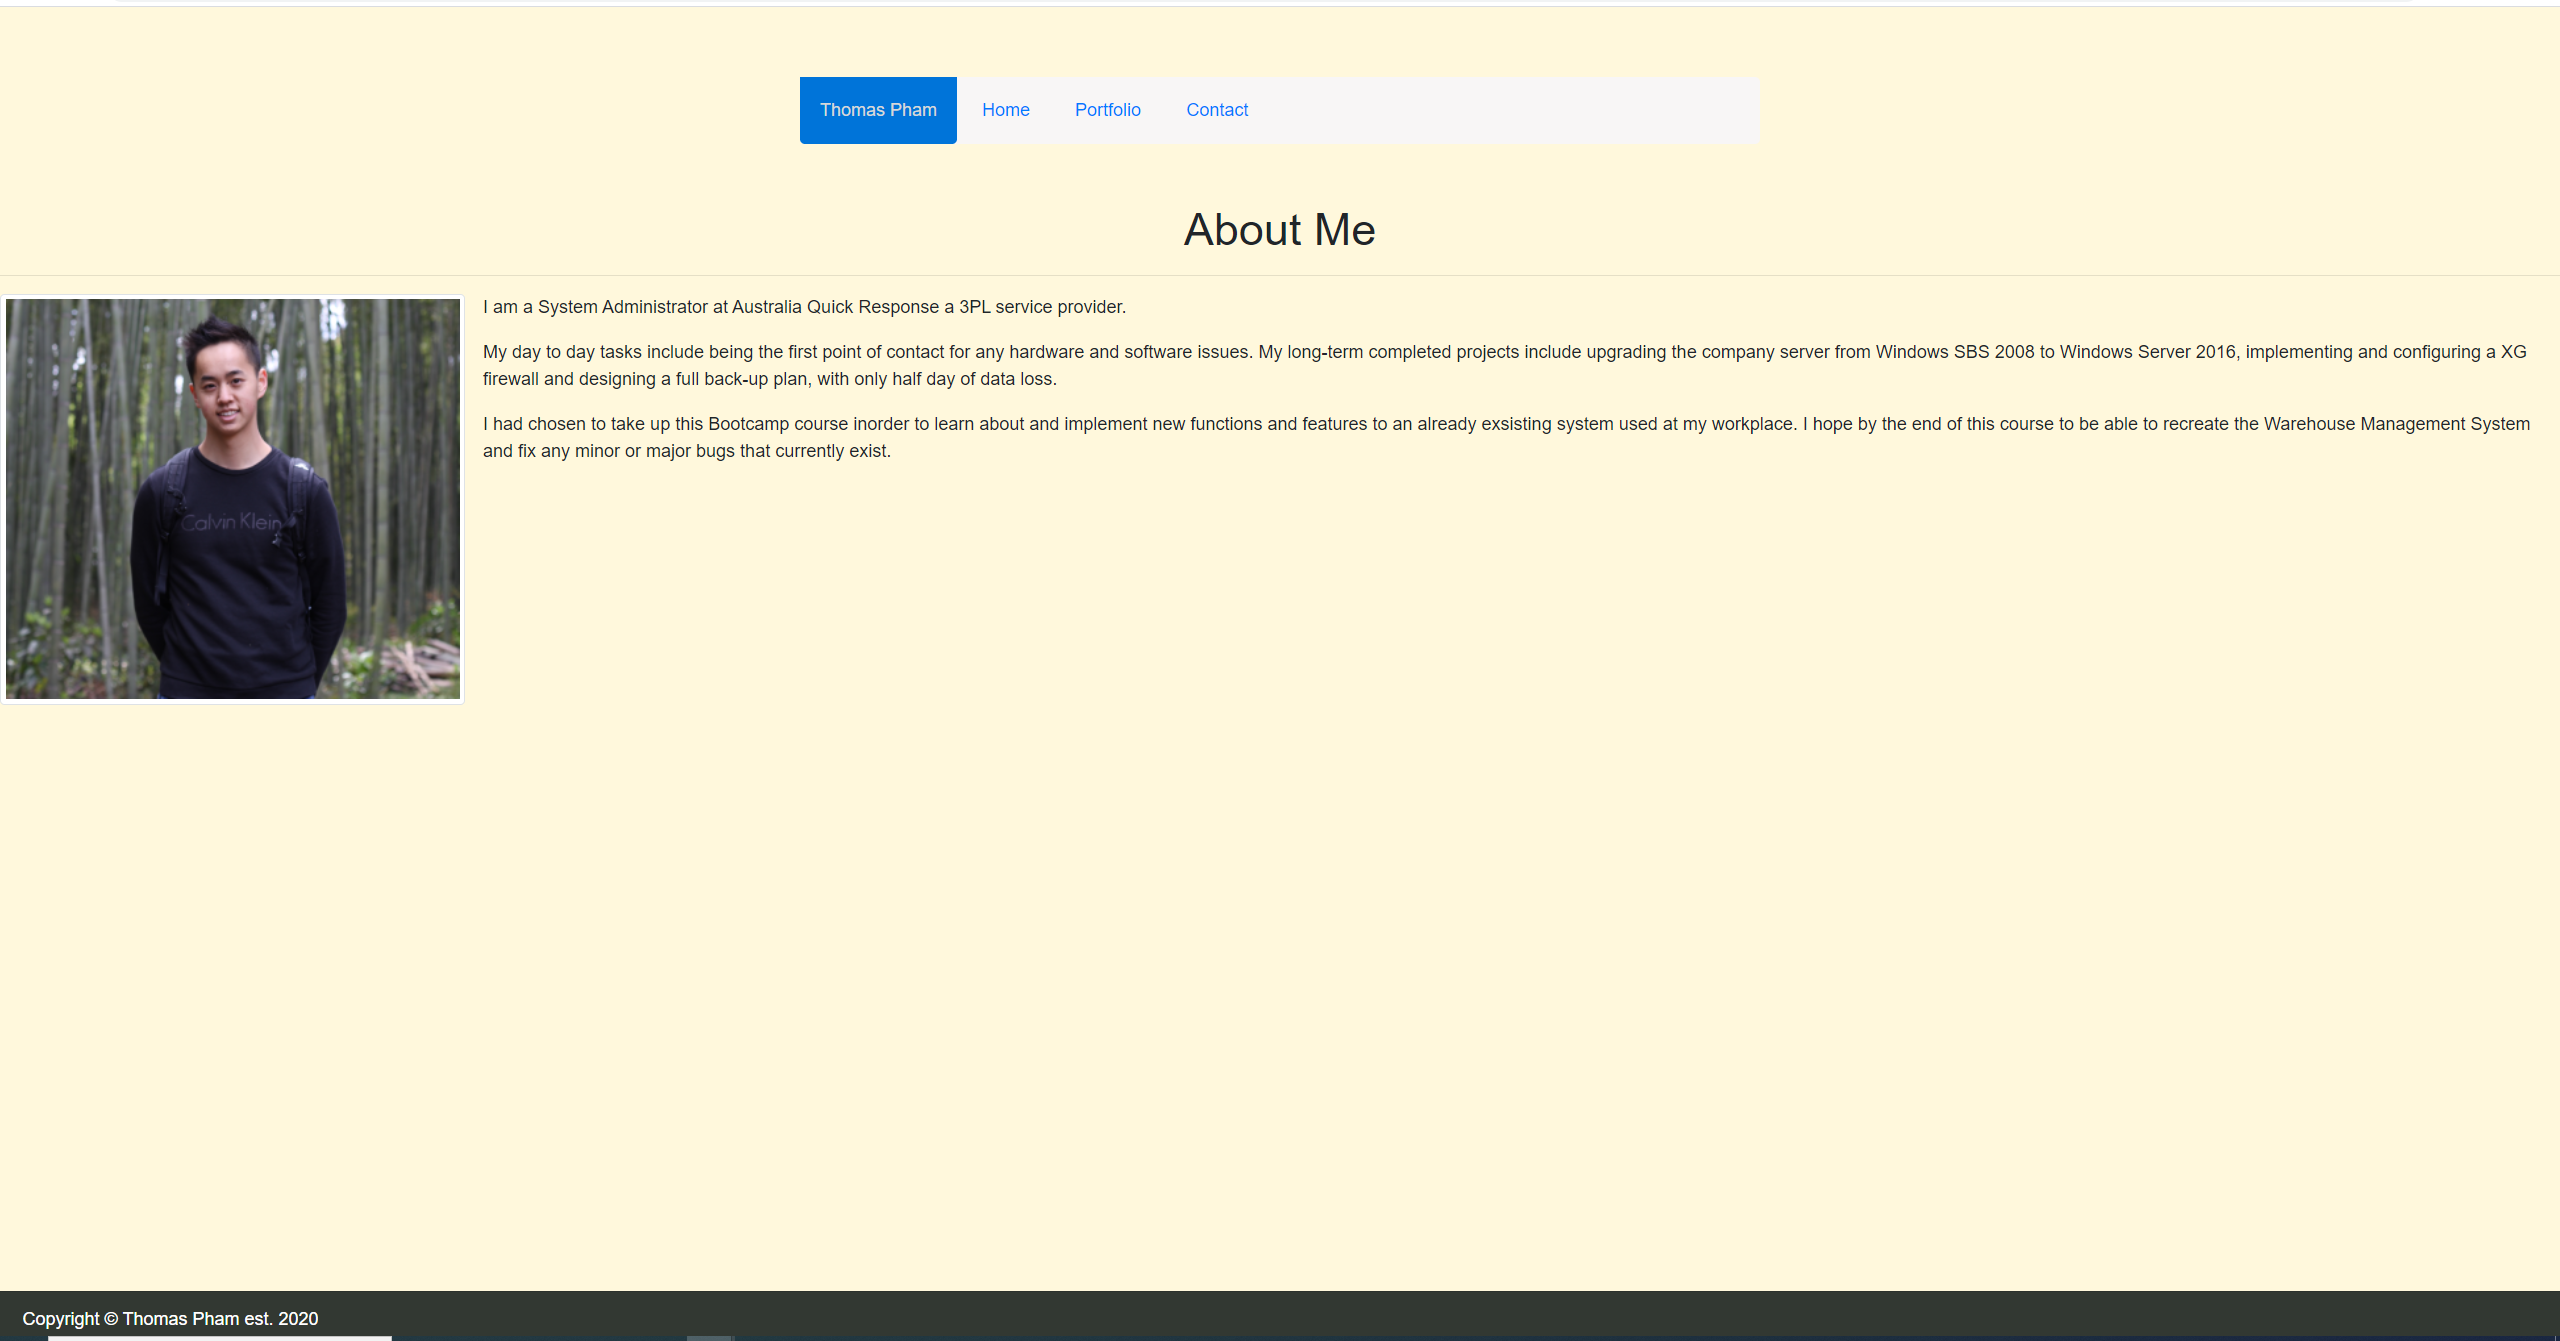 Thomas Pham Home Portfolio Contact
About Me
I am a System Administrator at Australia Quick Response a 3PL service provider.
My day to day tasks include being the first point of contact for any hardware and software issues. My long-term completed projects include upgrading the company server from Windows SBS 2008 to Windows Server 2016, implementing and configuring a XG
firewall and designing a full back-up plan, with only half day of data loss.
I had chosen to take up this Bootcamp course inorder to learn about and implement new functions and features to an already exsisting system used at my workplace. I hope by the end of this course to be able to recreate the Warehouse Management System
and fix any minor or major bugs that currently exist.
Calvin Klein
Copyright © Thomas Pham est. 2020